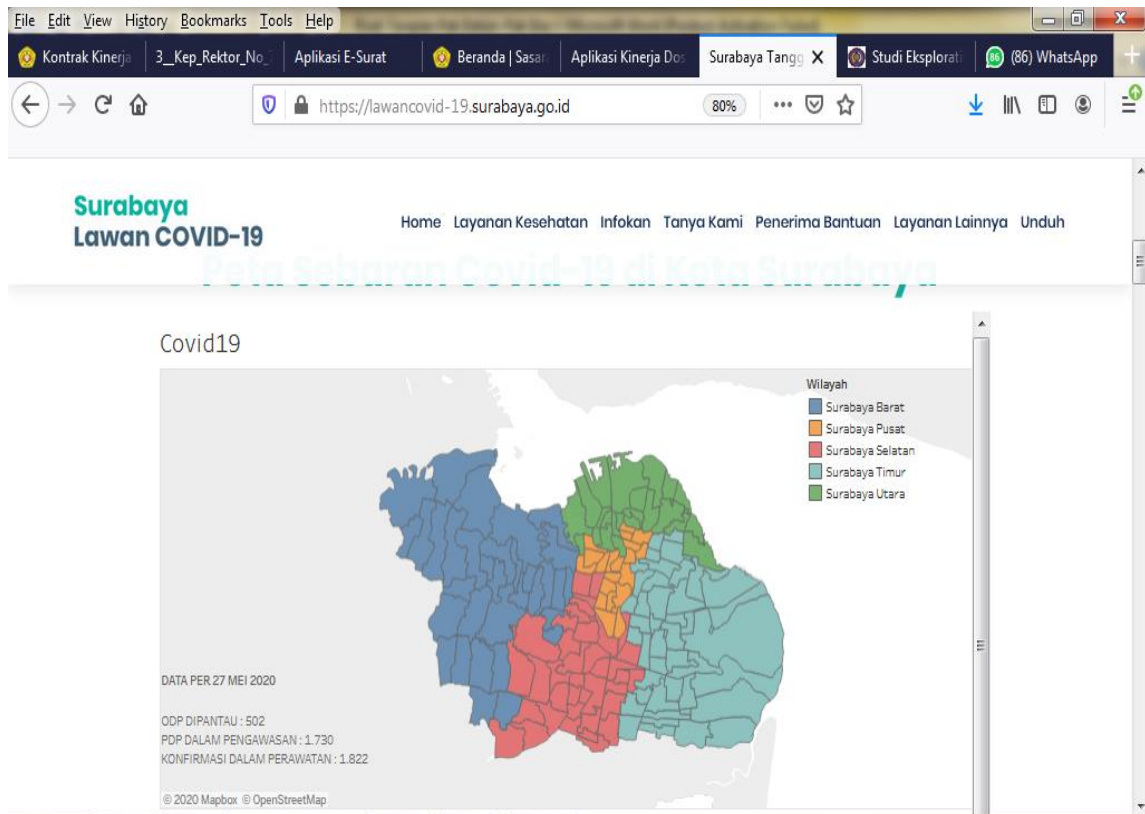 File Edit View History Bookmarks Tools Help
Kontrak Kinerja 3__Kep_Rektor_No_7 Aplikasi E-Surat Beranda | Sasar Aplikasi Kinerja Dos Surabaya Tangg X Studi Eksplorati (86) WhatsApp
https://lawancovid-19.surabaya.go.id 80%
Surabaya
Lawan COVID-19
Home Layanan Kesehatan Infokan Tanya Kami Penerima Bantuan Layanan Lainnya Unduh
Peta Sebaran Covid-19 di Kota Surabaya
Covid19
Wilayah
Surabaya Barat
Surabaya Pusat
Surabaya Selatan
Surabaya Timur
Surabaya Utara
DATA PER 27 MEI 2020
ODP DIPANTAU : 502
PDP DALAM PENGAWASAN : 1.730
KONFIRMASI DALAM PERAWATAN : 1.822
© 2020 Mapbox © OpenStreetMap